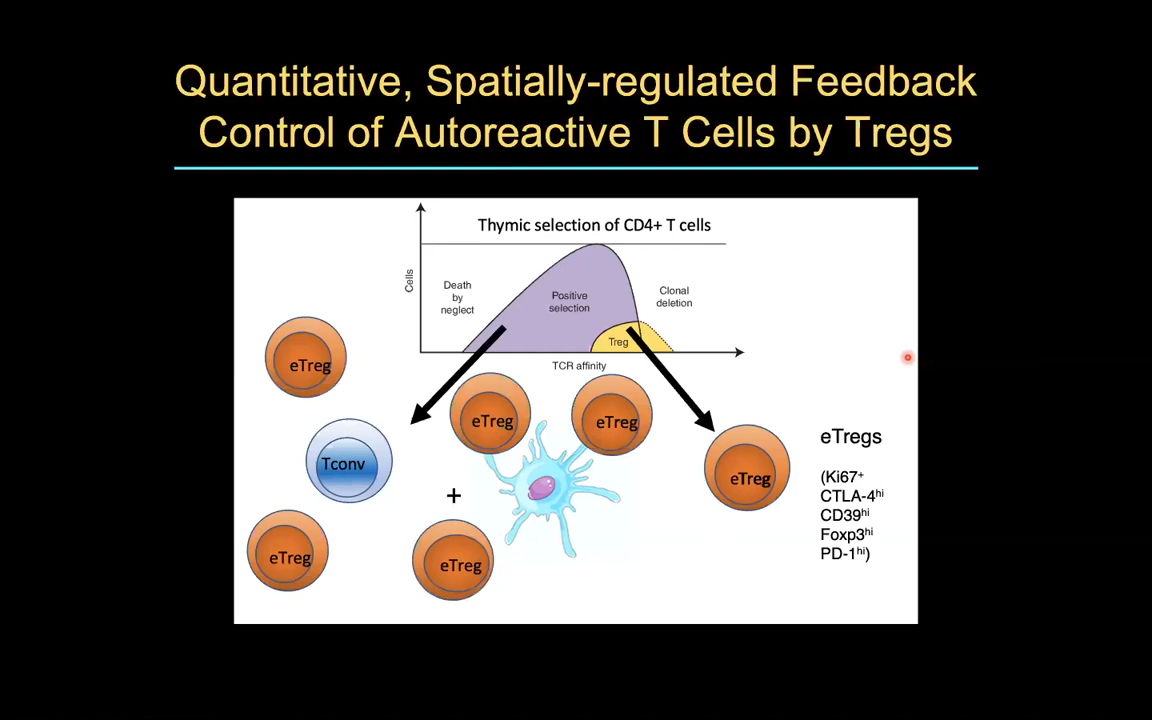 Quantitative, Spatially-regulated Feedback
Control of Autoreactive T Cells by Tregs
Thymic selection of CD4+ T cells
Cells
Death
by
neglect
Positive
selection
Clonal
deletion
Treg
TCR affinity
eTreg
eTreg
eTreg
Tconv
+
eTreg
eTreg
eTreg
eTregs
(Ki67⁺
CTLA-4ʰⁱ
CD39ʰⁱ
Foxp3ʰⁱ
PD-1ʰⁱ)